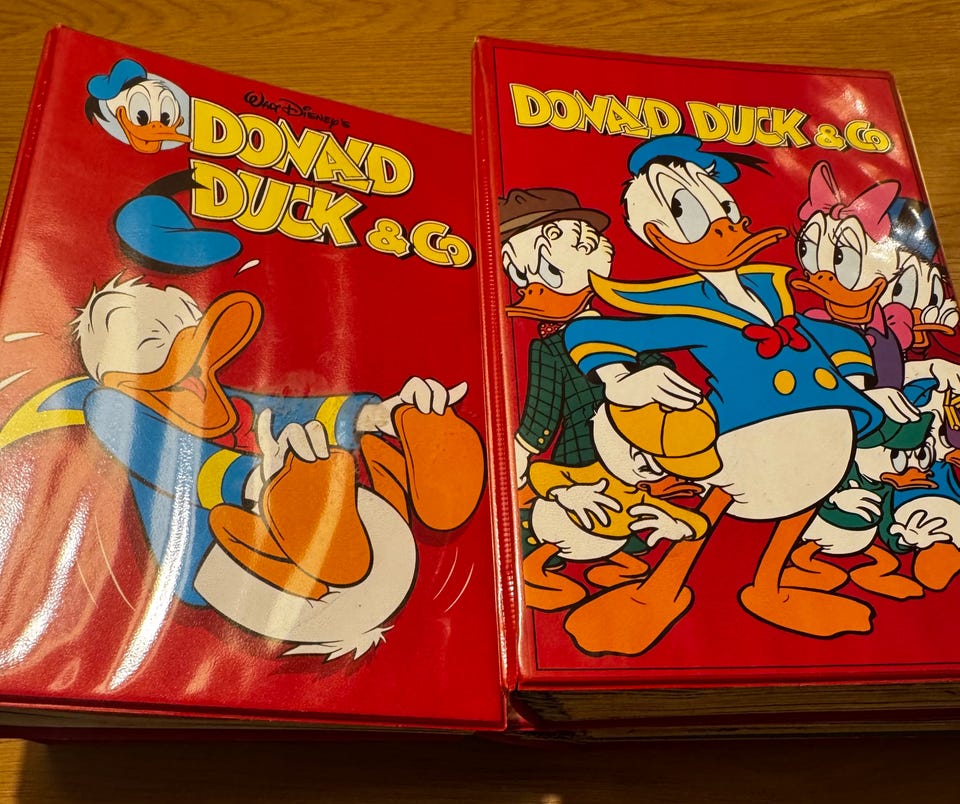 Walt Disney's
DONALD
DUCK & Co
DONALD DUCK & Co